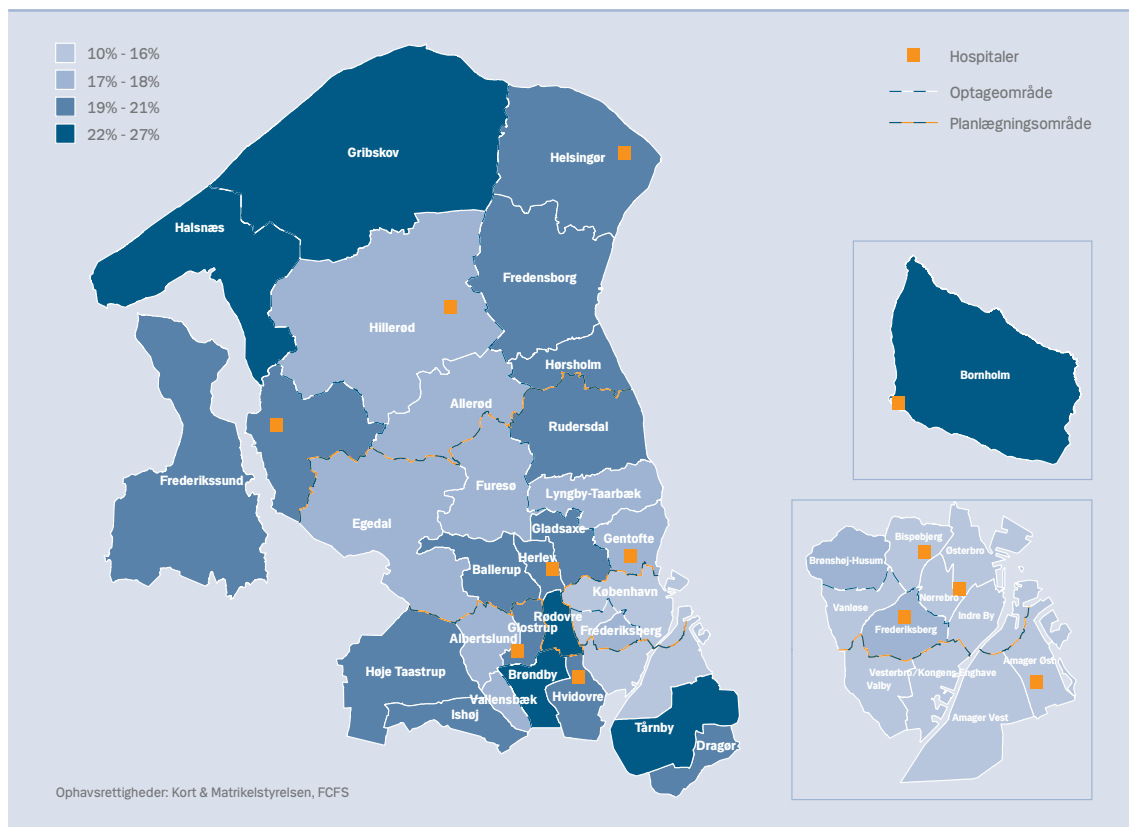 10% - 16%
17% - 18%
19% - 21%
22% - 27%
Hospitaler
Optageområde
Planlægningsområde
Gribskov
Helsingør
Halsnæs
Fredensborg
Hillerød
Hørsholm
Allerød
Rudersdal
Frederikssund
Furesø
Lyngby-Taarbæk
Egedal
Gladsaxe
Gentofte
Herlev
Ballerup
København
Rødovre
Glostrup
Frederiksberg
Albertslund
Høje Taastrup
Brøndby
Vallensbæk
Hvidovre
Ishøj
Tårnby
Dragør
Bornholm
Bispebjerg
Østerbro
Brønshøj-Husum
Nørrebro
Vanløse
Indre By
Frederiksberg
Amager Øst
Vesterbro/Kongens Enghave
Valby
Amager Vest
Ophavsrettigheder: Kort & Matrikelstyrelsen, FCFS